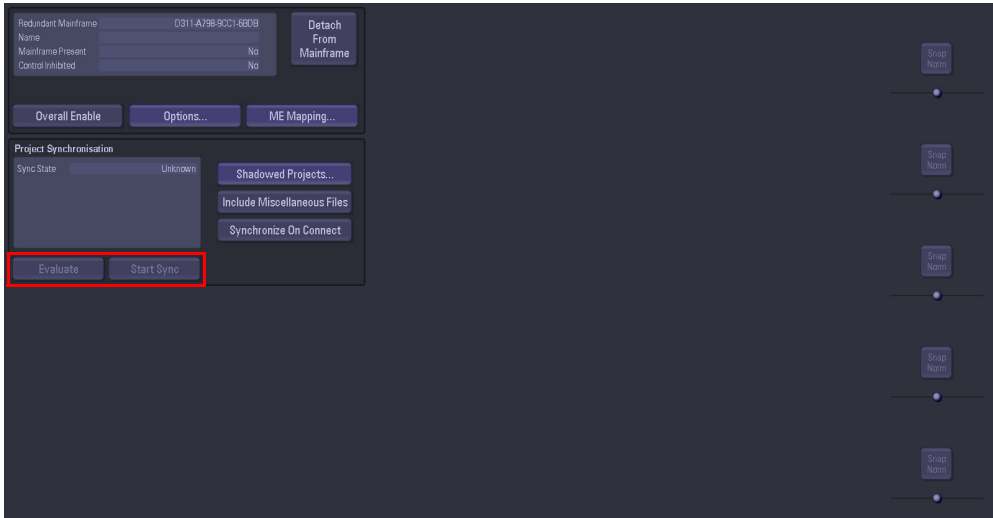 Redundant Mainframe D311-A798-9CC1-6BDB
Name
Mainframe Present No
Control Inhibited No
Detach
From
Mainframe
Overall Enable Options... ME Mapping...
Project Synchronisation
Sync State Unknown
Shadowed Projects...
Include Miscellaneous Files
Synchronize On Connect
Evaluate Start Sync
Snap
Norm
Snap
Norm
Snap
Norm
Snap
Norm
Snap
Norm